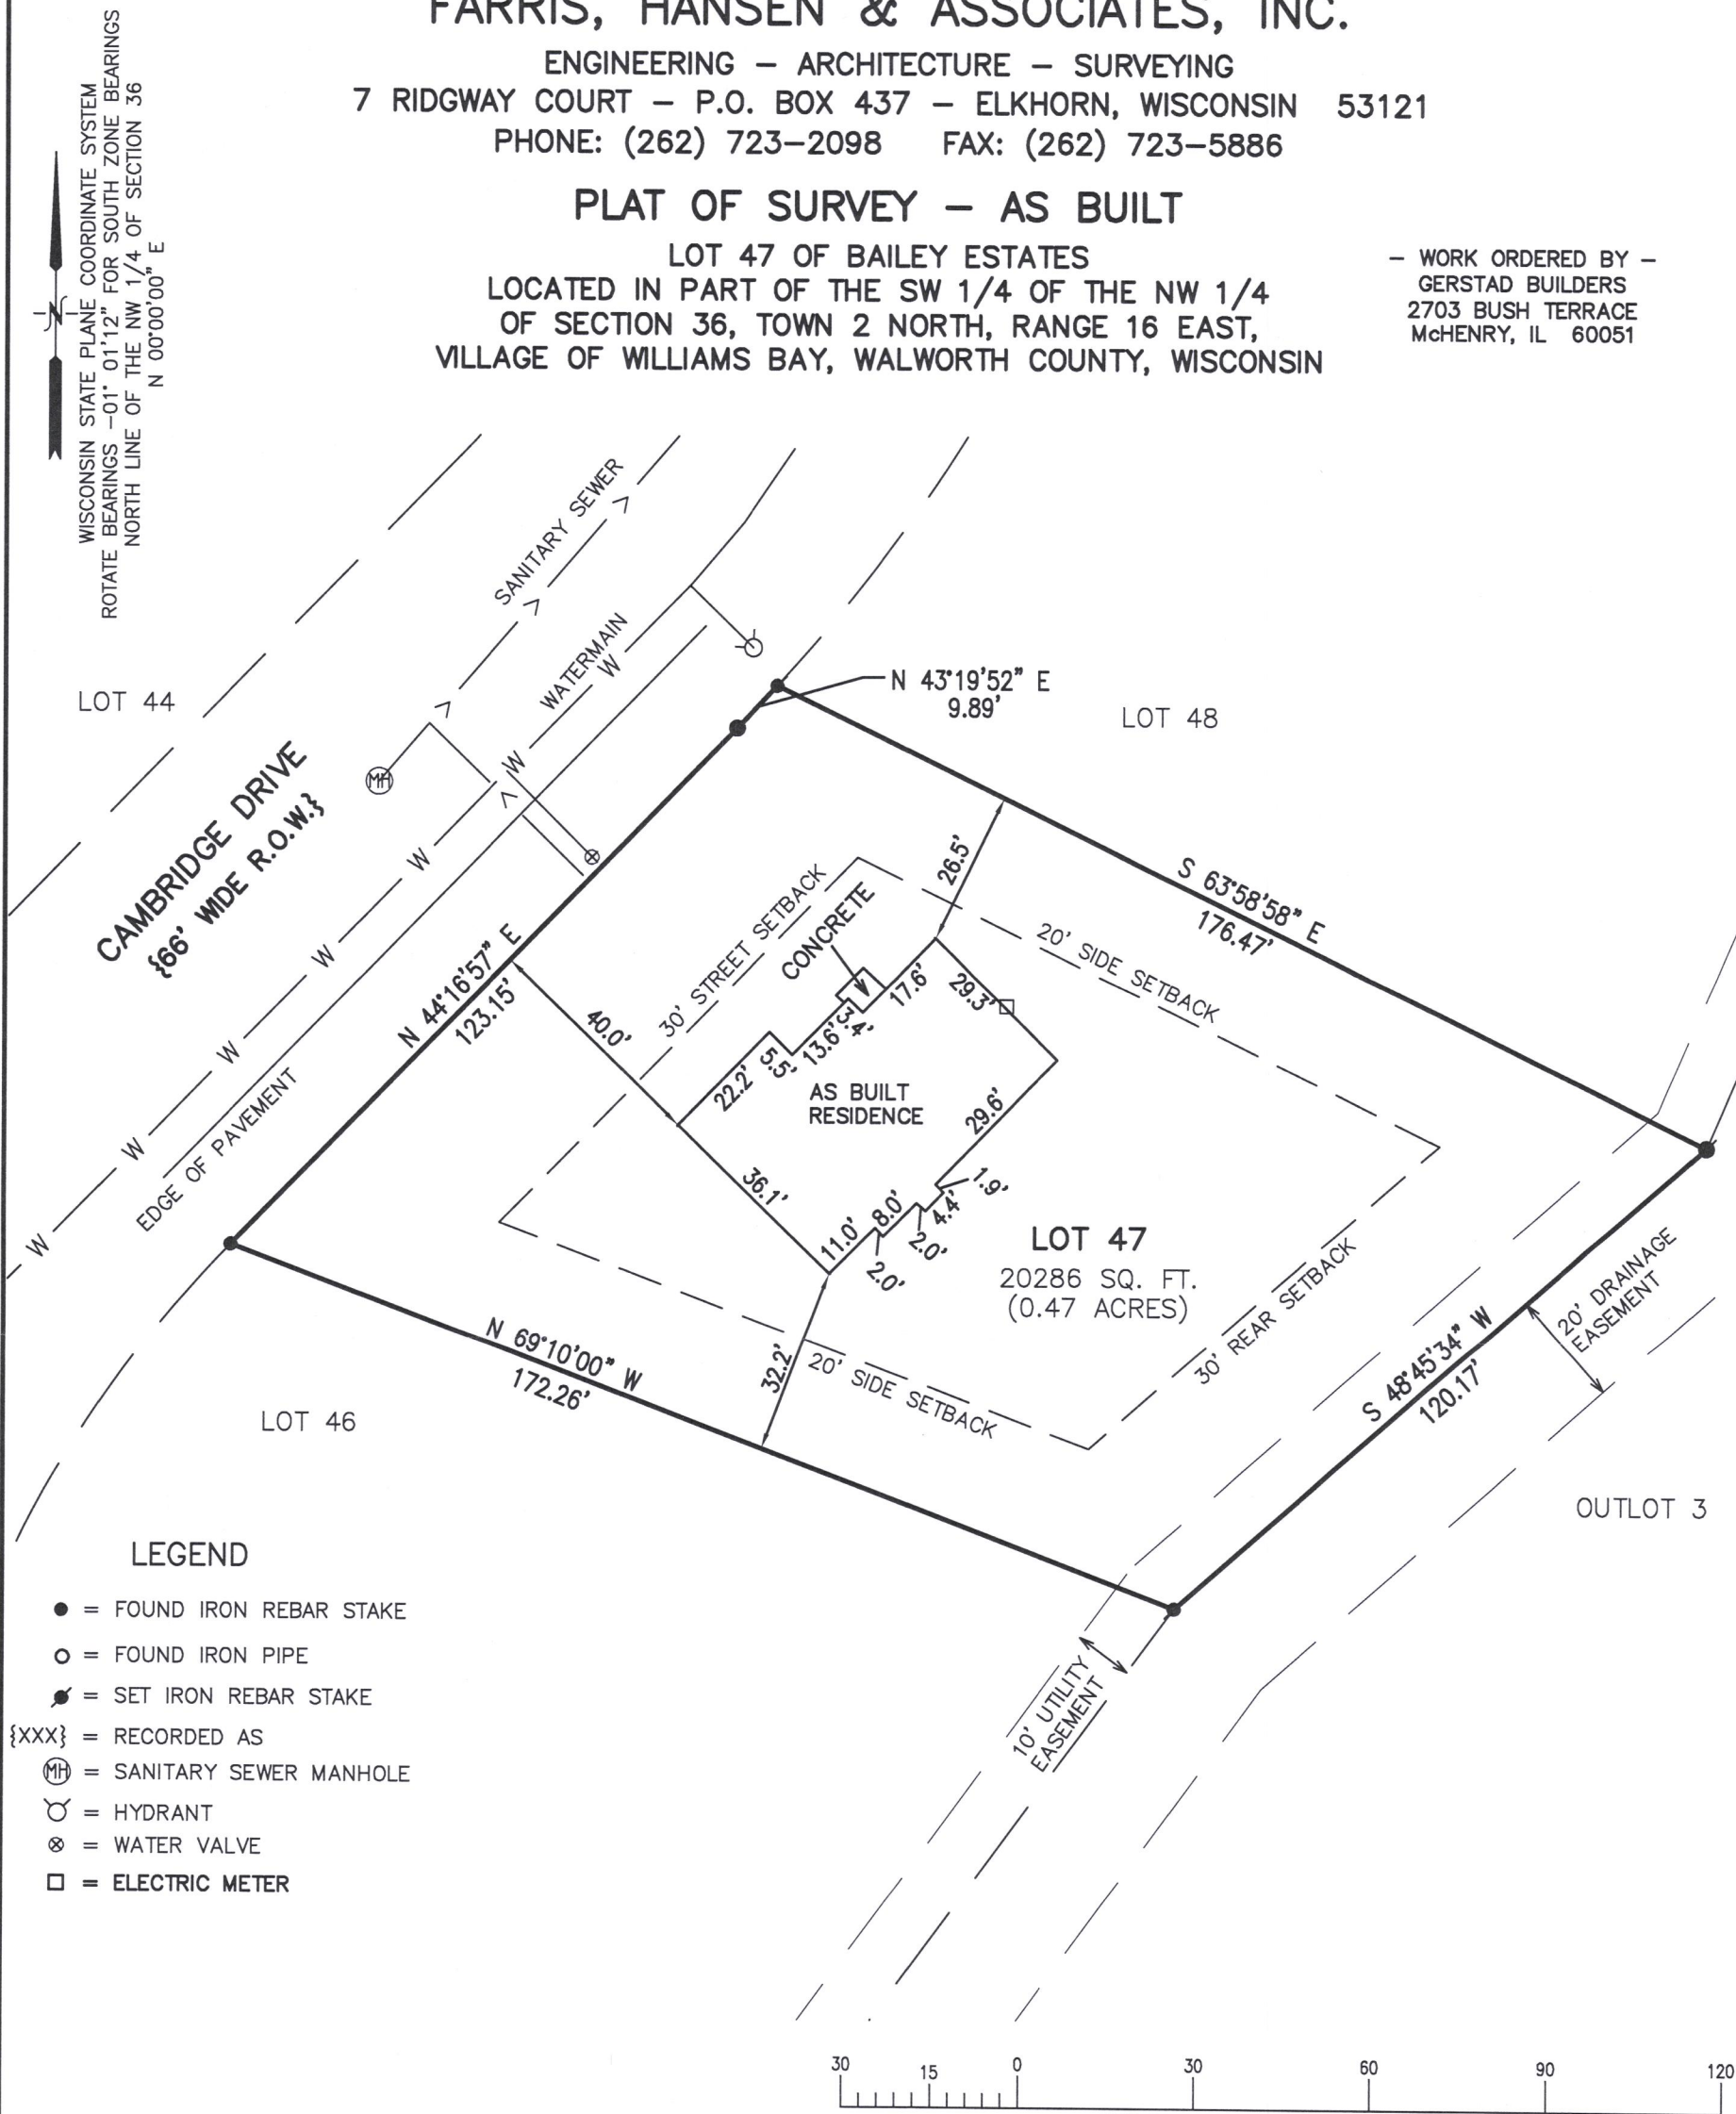 FARRIS, HANSEN & ASSOCIATES, INC.
ENGINEERING – ARCHITECTURE – SURVEYING
7 RIDGWAY COURT – P.O. BOX 437 – ELKHORN, WISCONSIN 53121
PHONE: (262) 723–2098 FAX: (262) 723–5886
PLAT OF SURVEY – AS BUILT
LOT 47 OF BAILEY ESTATES
LOCATED IN PART OF THE SW 1/4 OF THE NW 1/4
OF SECTION 36, TOWN 2 NORTH, RANGE 16 EAST,
VILLAGE OF WILLIAMS BAY, WALWORTH COUNTY, WISCONSIN
– WORK ORDERED BY –
GERSTAD BUILDERS
2703 BUSH TERRACE
McHENRY, IL 60051
WISCONSIN STATE PLANE COORDINATE SYSTEM
ROTATE BEARINGS –01° 01'12" FOR SOUTH ZONE BEARINGS
NORTH LINE OF THE NW 1/4 OF SECTION 36
N 00°00'00" E
N
SANITARY SEWER
WATERMAIN
W
W
W
W
W
W
W
W
LOT 44
MH
CAMBRIDGE DRIVE
{66' WIDE R.O.W.}
EDGE OF PAVEMENT
N 43°19'52" E
9.89'
LOT 48
S 63°58'58" E
176.47'
N 44°16'57" E
123.15'
26.5'
30' STREET SETBACK
CONCRETE
20' SIDE SETBACK
40.0'
17.6'
29.3'
3.4'
13.6'
5.5'
22.2'
AS BUILT
RESIDENCE
29.6'
36.1'
1.9'
4.4'
2.0'
8.0'
2.0'
11.0'
32.2'
LOT 47
20286 SQ. FT.
(0.47 ACRES)
30' REAR SETBACK
20' DRAINAGE
EASEMENT
S 48°45'34" W
120.17'
N 69°10'00" W
172.26'
20' SIDE SETBACK
LOT 46
OUTLOT 3
10' UTILITY
EASEMENT
LEGEND
= FOUND IRON REBAR STAKE
= FOUND IRON PIPE
= SET IRON REBAR STAKE
{XXX} = RECORDED AS
MH = SANITARY SEWER MANHOLE
= HYDRANT
= WATER VALVE
= ELECTRIC METER
30 15 0 30 60 90 120